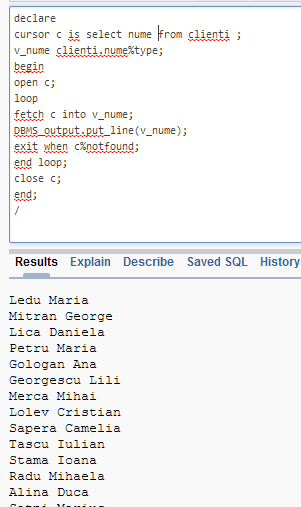 declare
cursor c is select nume from clienti ;
v_nume clienti.nume%type;
begin
open c;
loop
fetch c into v_nume;
DBMS_output.put_line(v_nume);
exit when c%notfound;
end loop;
close c;
end;
/
Results Explain Describe Saved SQL History
Ledu Maria
Mitran George
Lica Daniela
Petru Maria
Gologan Ana
Georgescu Lili
Merca Mihai
Lolev Cristian
Sapera Camelia
Tascu Iulian
Stama Ioana
Radu Mihaela
Alina Duca